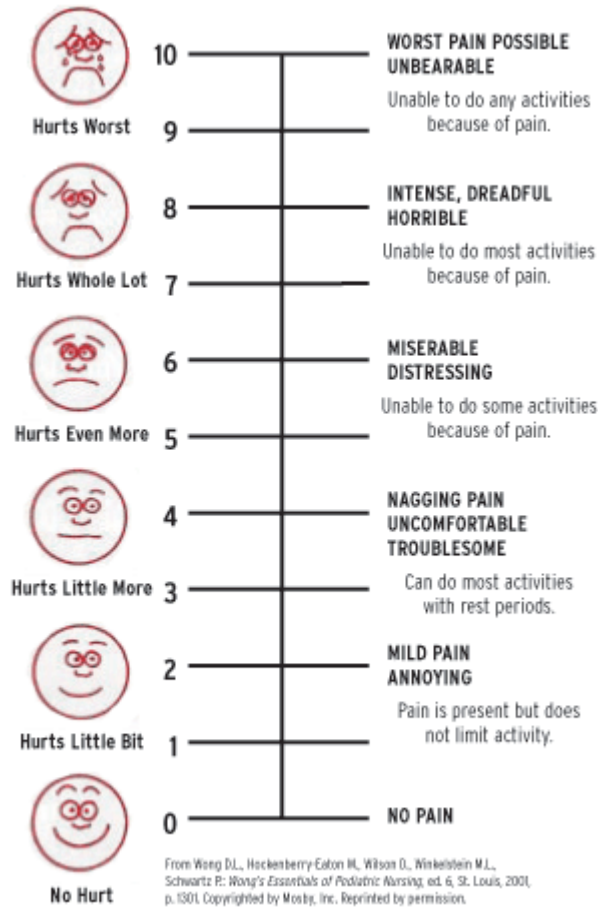 10
WORST PAIN POSSIBLE
UNBEARABLE
Unable to do any activities
because of pain.
Hurts Worst
9
8
INTENSE, DREADFUL
HORRIBLE
Unable to do most activities
because of pain.
Hurts Whole Lot
7
6
MISERABLE
DISTRESSING
Unable to do some activities
because of pain.
Hurts Even More
5
4
NAGGING PAIN
UNCOMFORTABLE
TROUBLESOME
Can do most activities
with rest periods.
Hurts Little More
3
2
MILD PAIN
ANNOYING
Pain is present but does
not limit activity.
Hurts Little Bit
1
0
NO PAIN
No Hurt
From Wong D.L., Hockenberry-Eaton M., Wilson D., Winkelstein M.L.,
Schwartz P.: Wong's Essentials of Pediatric Nursing, ed. 6, St. Louis, 2001,
p. 1301. Copyrighted by Mosby, Inc. Reprinted by permission.